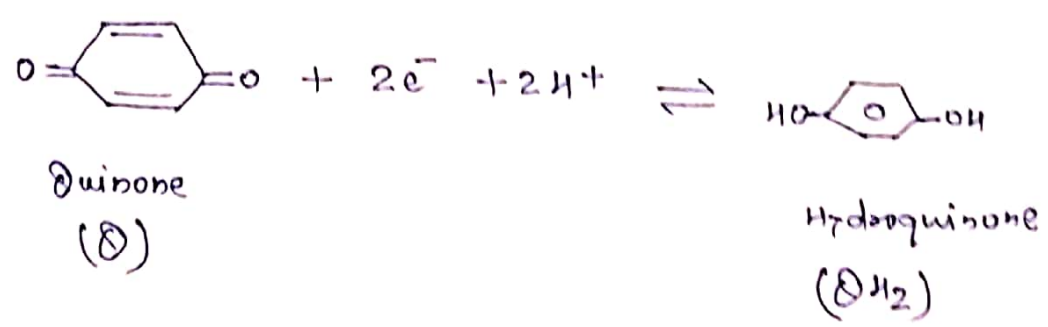 O=⬡=O + 2e⁻ + 2H⁺ ⇌ HO-⬡-OH
Quinone
(Q)
Hydroquinone
(QH₂)